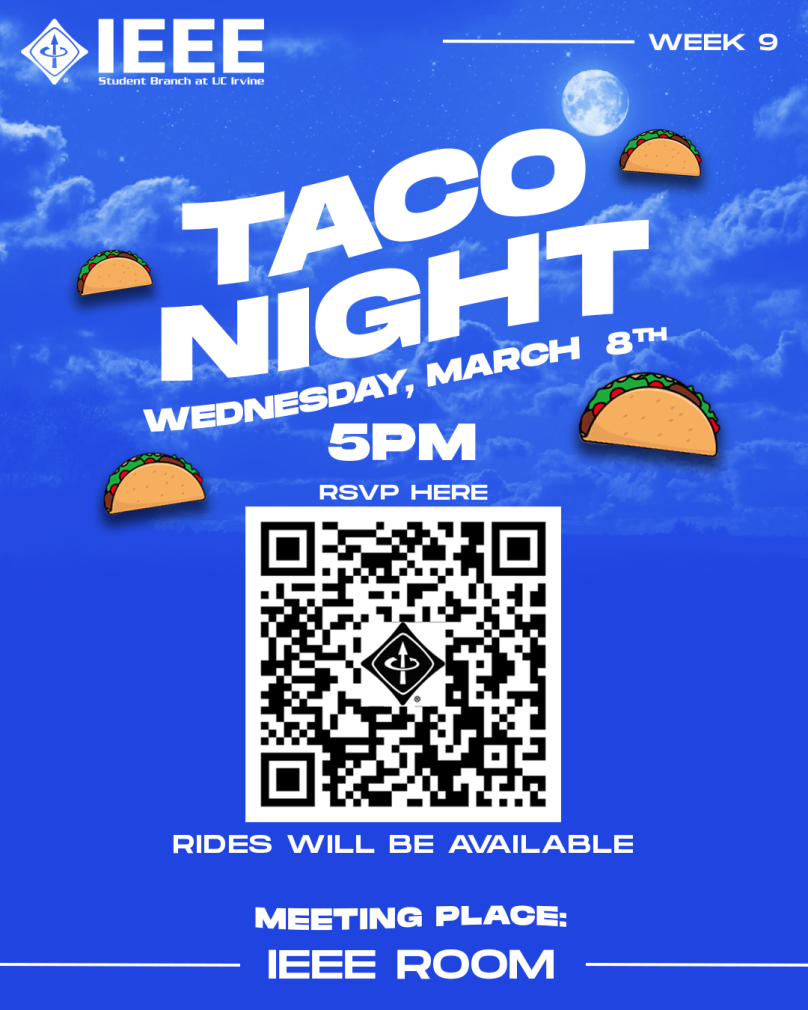 IEEE
Student Branch at UC Irvine
WEEK 9
TACO
NIGHT
WEDNESDAY, MARCH 8TH
5PM
RSVP HERE
®
RIDES WILL BE AVAILABLE
MEETING PLACE:
IEEE ROOM